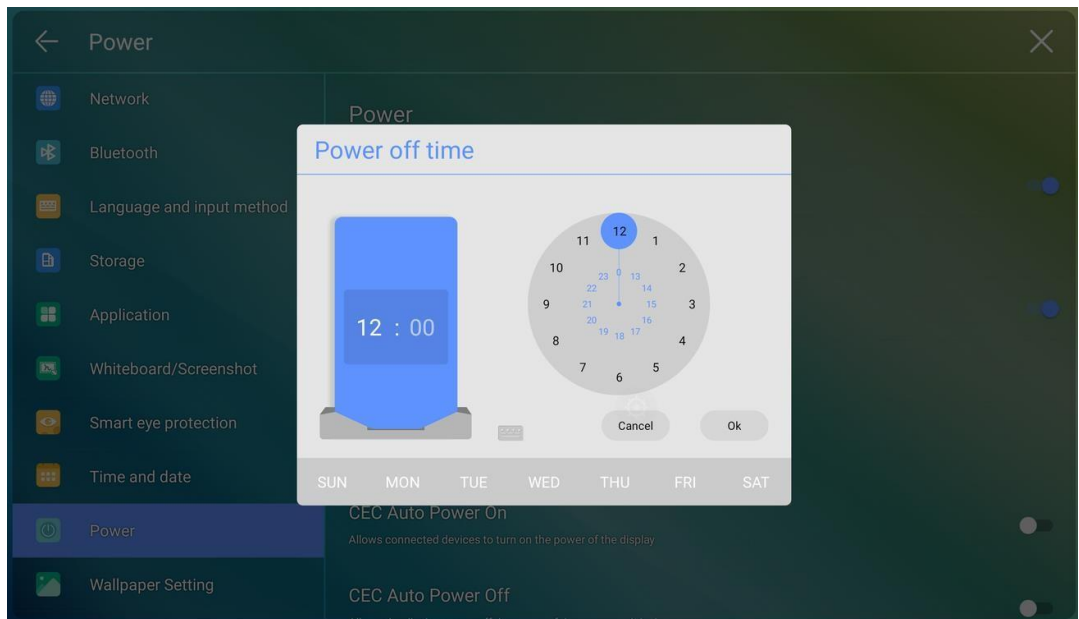 Power
Network
Bluetooth
Language and input method
Storage
Application
Whiteboard/Screenshot
Smart eye protection
Time and date
Power
Wallpaper Setting
Power
Power off time
12 : 00
12
1
2
3
4
5
6
7
8
9
10
11
0
13
14
15
16
17
18
19
20
21
22
23
Cancel
Ok
SUN MON TUE WED THU FRI SAT
CEC Auto Power On
Allows connected devices to turn on the power of the display
CEC Auto Power Off